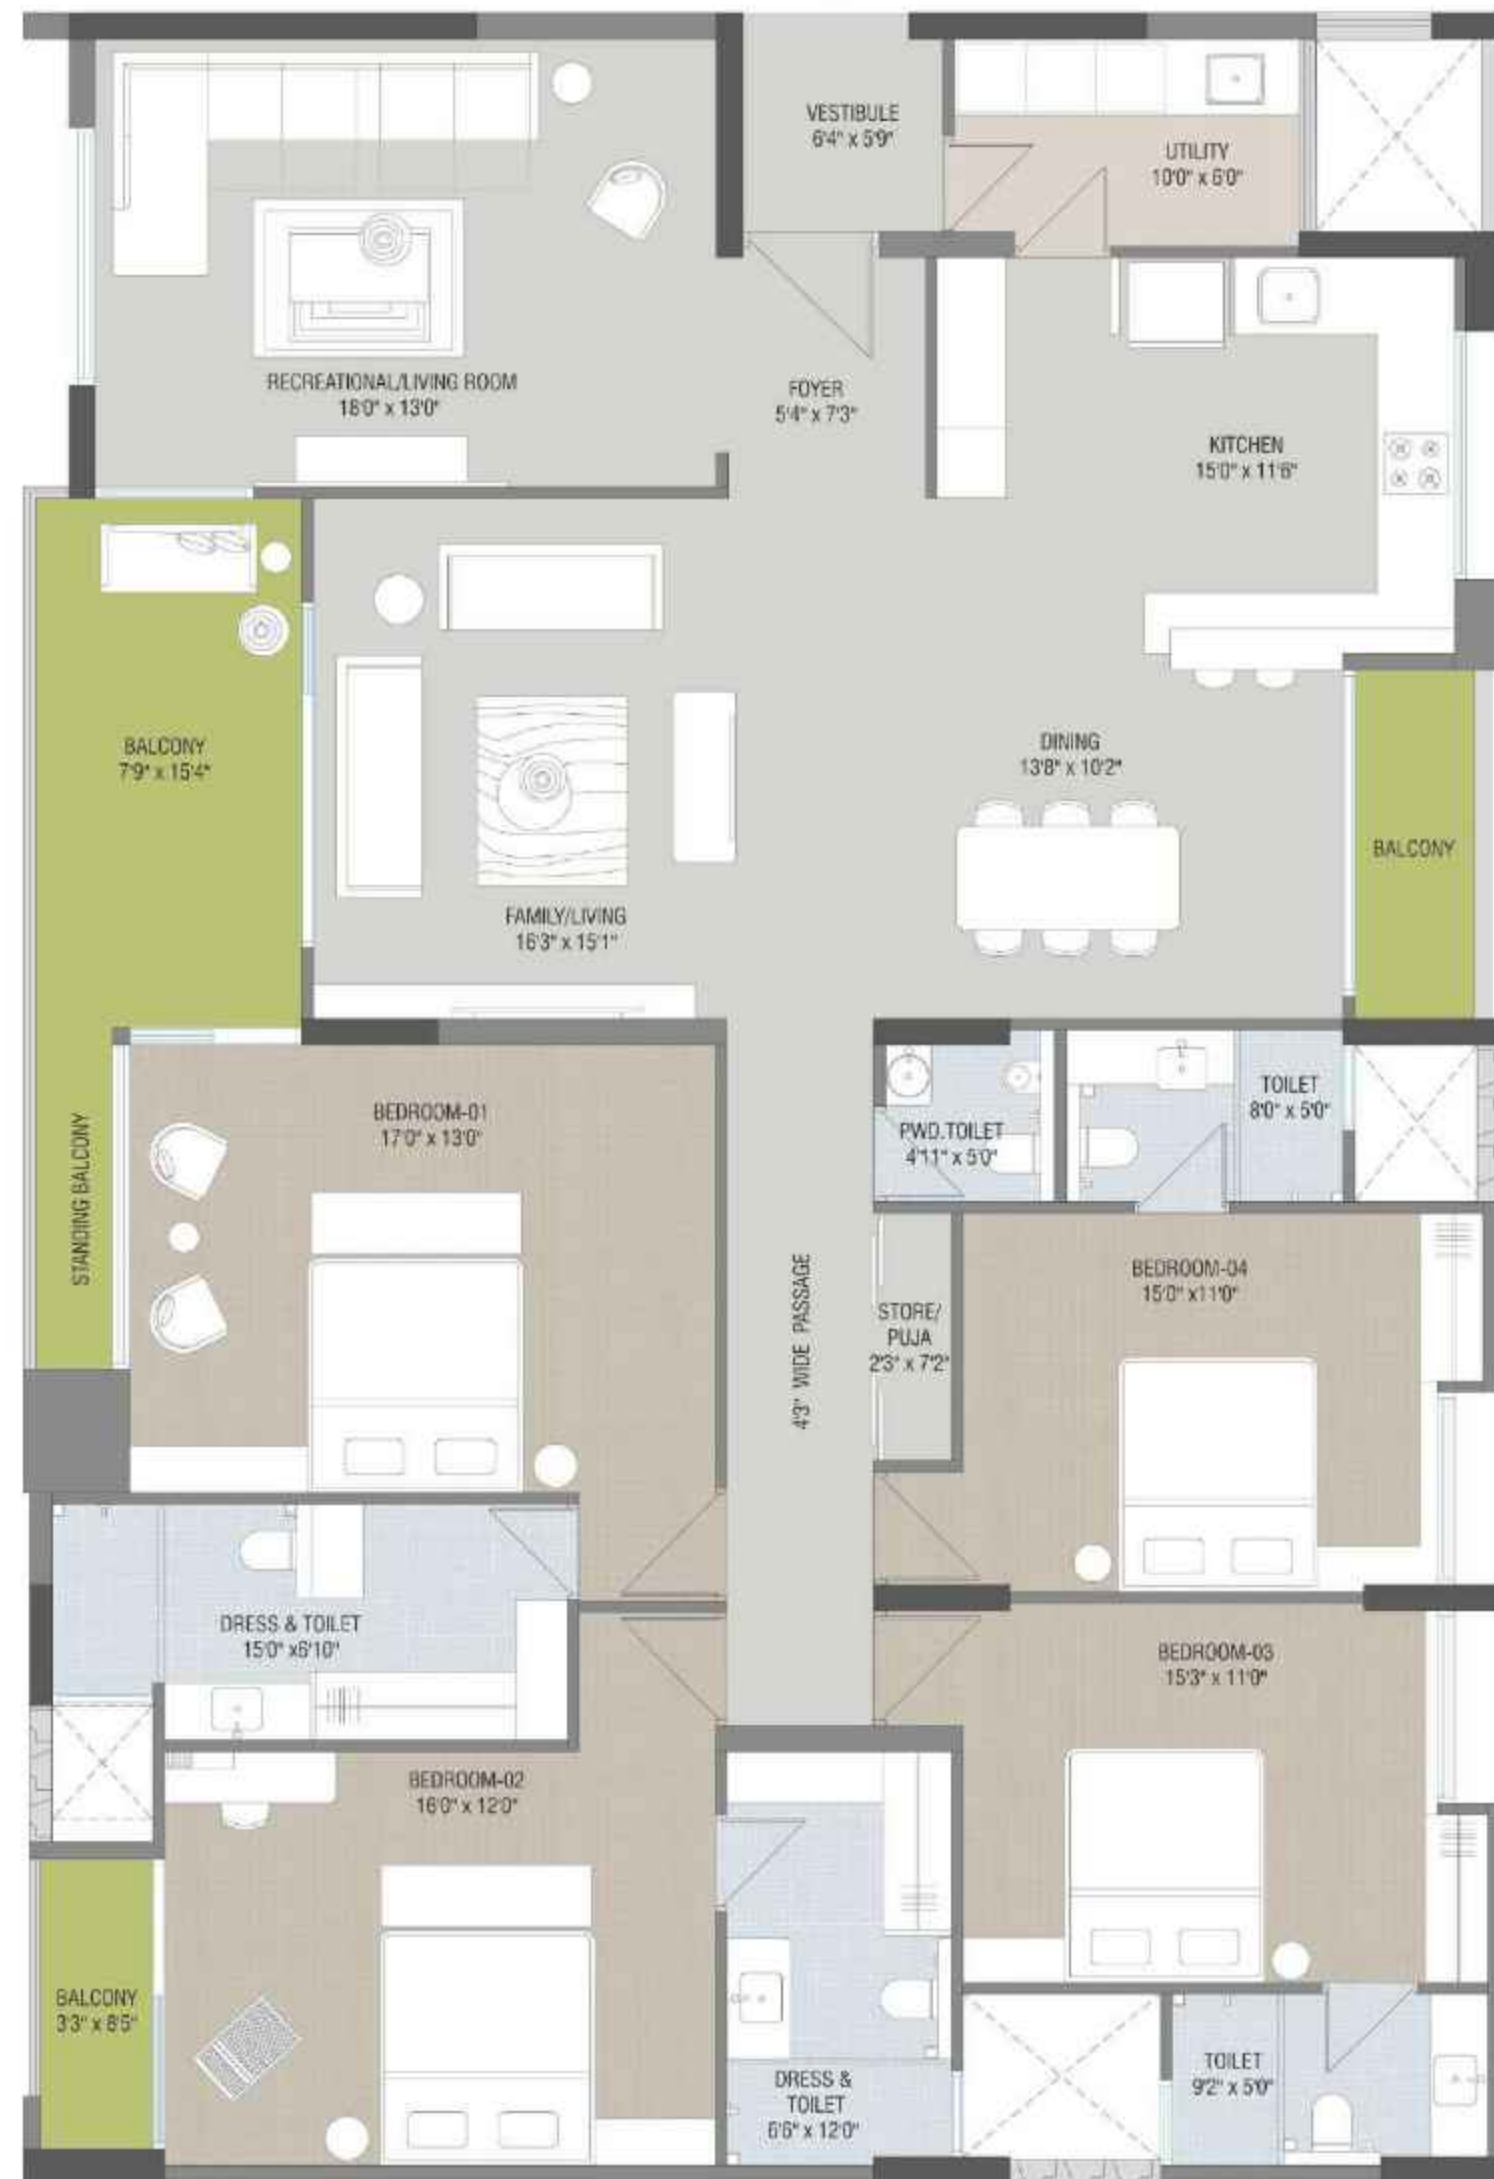 VESTIBULE
6'4" x 5'9"
UTILITY
10'0" x 6'0"
RECREATIONAL/LIVING ROOM
18'0" x 13'0"
FOYER
5'4" x 7'3"
KITCHEN
15'0" x 11'6"
BALCONY
7'9" x 15'4"
DINING
13'8" x 10'2"
BALCONY
FAMILY/LIVING
16'3" x 15'1"
BEDROOM-01
17'0" x 13'0"
STANDING BALCONY
PWD.TOILET
4'11" x 5'0"
TOILET
8'0" x 5'0"
4'3" WIDE PASSAGE
STORE/
PUJA
2'3" x 7'2"
BEDROOM-04
15'0" x11'0"
DRESS & TOILET
15'0" x6'10"
BEDROOM-03
15'3" x 11'0"
BEDROOM-02
16'0" x 12'0"
BALCONY
3'3" x 8'5"
DRESS &
TOILET
6'6" x 12'0"
TOILET
9'2" x 5'0"